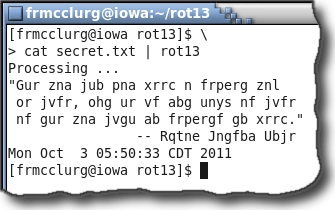 frmcclurg@iowa:~/rot13
[frmcclurg@iowa rot13]$ \
> cat secret.txt | rot13
Processing ...
"Gur zna jub pna xrrc n frperg znl
or jvfr, ohg ur vf abg unys nf jvfr
nf gur zna jvgu ab frpergf gb xrrc."
-- Rqtne Jngfba Ubjr
Mon Oct  3 05:50:33 CDT 2011
[frmcclurg@iowa rot13]$